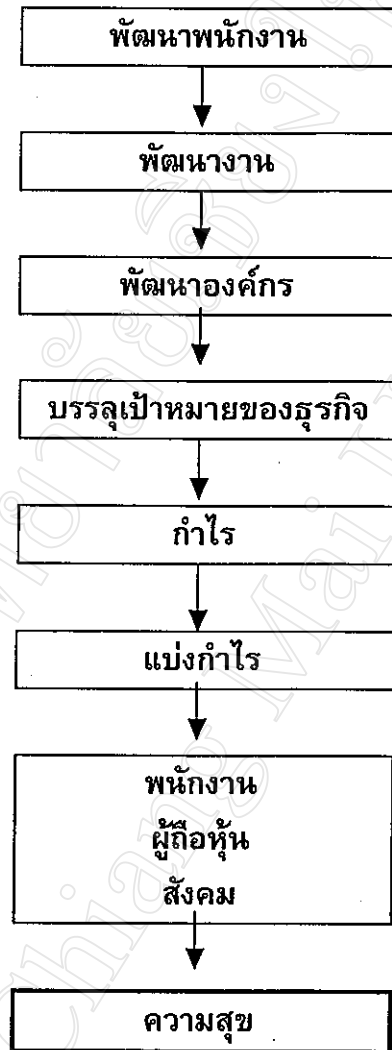 พัฒนาพนักงาน
พัฒนางาน
พัฒนาองค์กร
บรรลุเป้าหมายของธุรกิจ
กำไร
แบ่งกำไร
พนักงาน
ผู้ถือหุ้น
สังคม
ความสุข